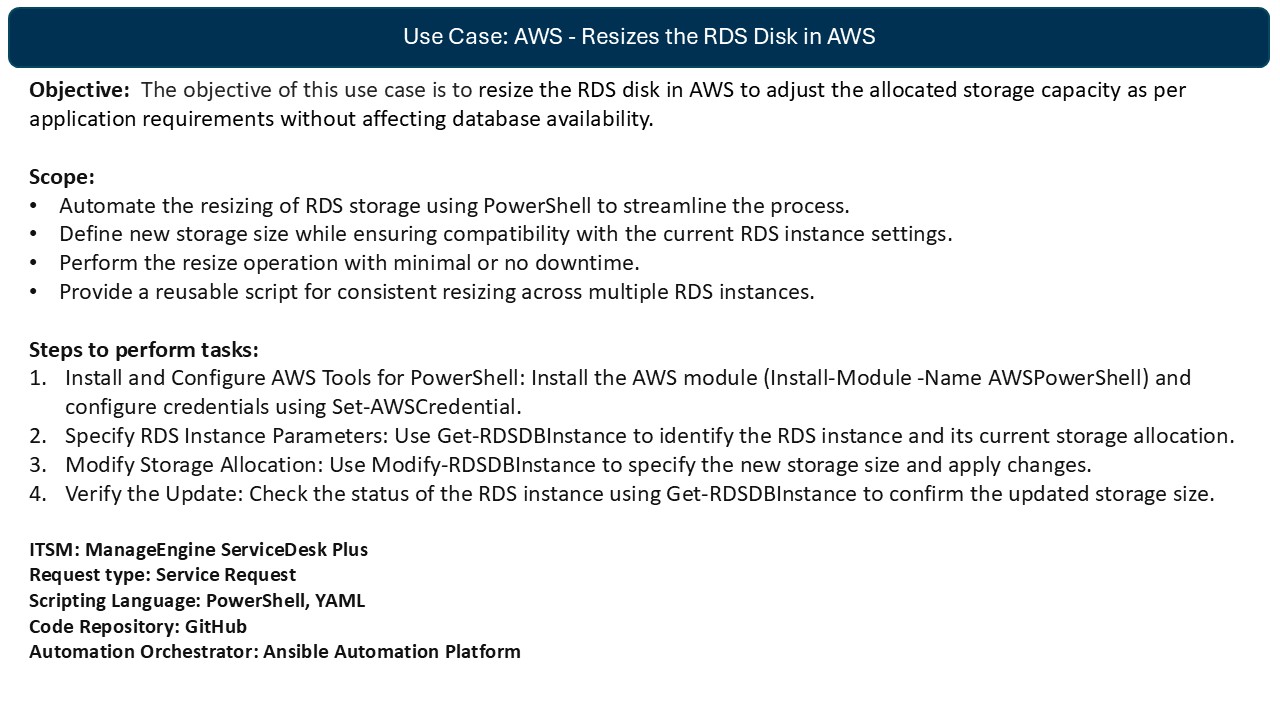 Use Case: AWS - Resizes the RDS Disk in AWS
Objective: The objective of this use case is to resize the RDS disk in AWS to adjust the allocated storage capacity as per
application requirements without affecting database availability.
Scope:
• Automate the resizing of RDS storage using PowerShell to streamline the process.
• Define new storage size while ensuring compatibility with the current RDS instance settings.
• Perform the resize operation with minimal or no downtime.
• Provide a reusable script for consistent resizing across multiple RDS instances.
Steps to perform tasks:
1. Install and Configure AWS Tools for PowerShell: Install the AWS module (Install-Module -Name AWSPowerShell) and
configure credentials using Set-AWSCredential.
2. Specify RDS Instance Parameters: Use Get-RDSDBInstance to identify the RDS instance and its current storage allocation.
3. Modify Storage Allocation: Use Modify-RDSDBInstance to specify the new storage size and apply changes.
4. Verify the Update: Check the status of the RDS instance using Get-RDSDBInstance to confirm the updated storage size.
ITSM: ManageEngine ServiceDesk Plus
Request type: Service Request
Scripting Language: PowerShell, YAML
Code Repository: GitHub
Automation Orchestrator: Ansible Automation Platform